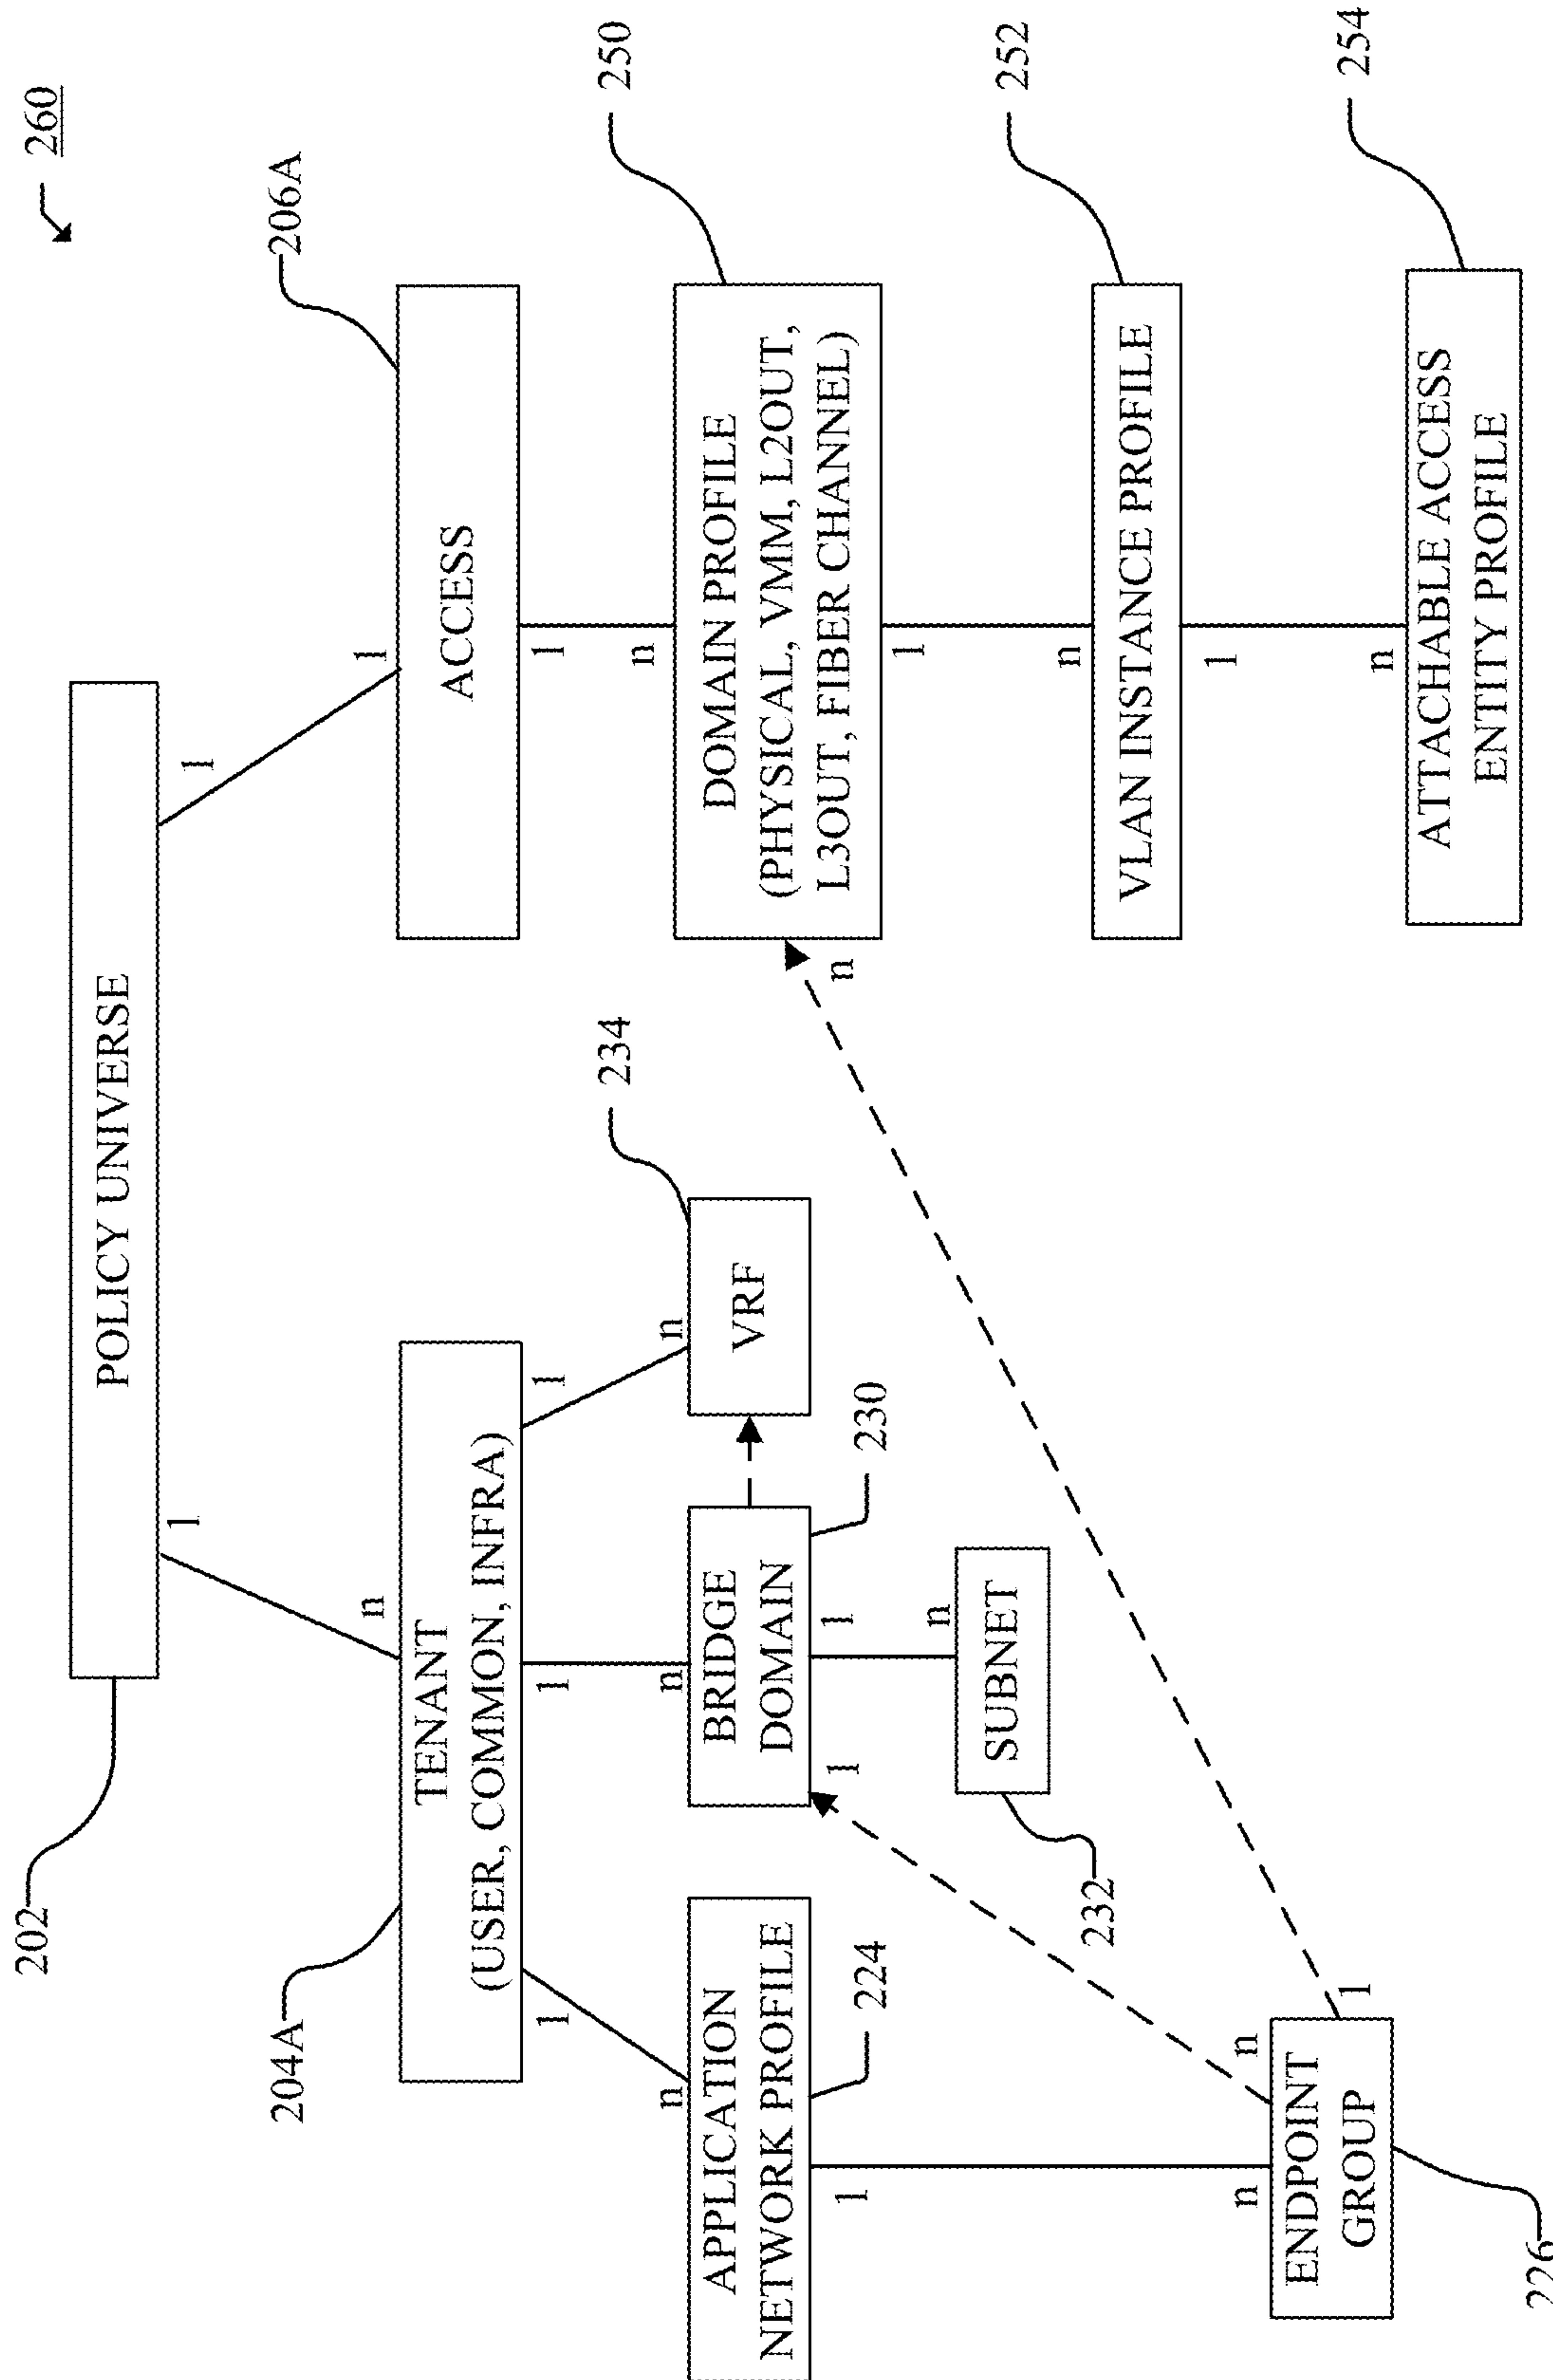 260
202
POLICY UNIVERSE
1
1
n
1
204A
206A
TENANT
(USER, COMMON, INFRA)
ACCESS
1
1
1
1
n
n
n
n
234
250
APPLICATION
NETWORK PROFILE
BRIDGE
DOMAIN
VRF
DOMAIN PROFILE
(PHYSICAL, VMM, L2OUT,
L3OUT, FIBER CHANNEL)
1
224
1
1
230
n
1
n
SUBNET
232
n
252
VLAN INSTANCE PROFILE
1
n
n
1
n
254
ENDPOINT
GROUP
226
ATTACHABLE ACCESS
ENTITY PROFILE